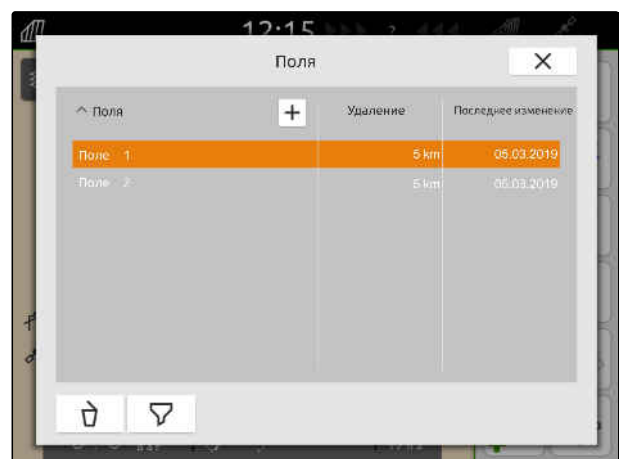 12:15
Поля
^ Поля + Удаление Последнее изменение
Поле 1 5 km 05.03.2019
Поле 2 5 km 05.03.2019